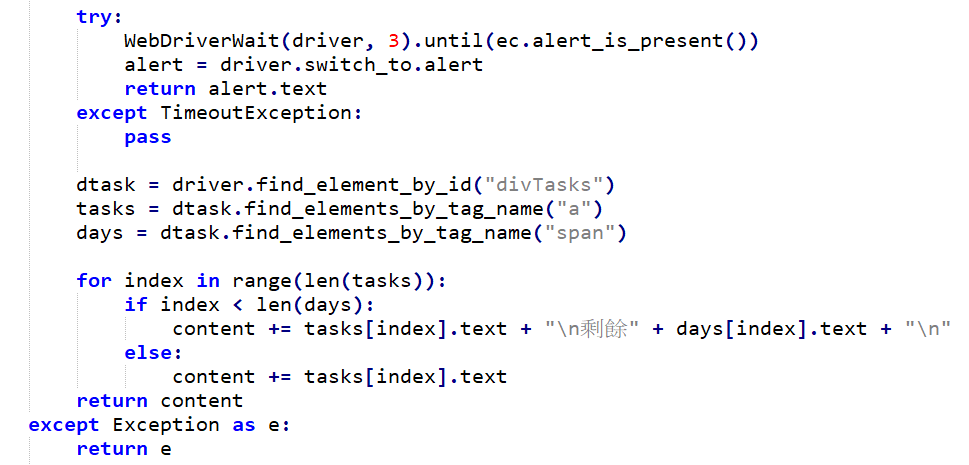 try:
WebDriverWait(driver, 3).until(ec.alert_is_present())
alert = driver.switch_to.alert
return alert.text
except TimeoutException:
pass
dtask = driver.find_element_by_id("divTasks")
tasks = dtask.find_elements_by_tag_name("a")
days = dtask.find_elements_by_tag_name("span")
for index in range(len(tasks)):
if index < len(days):
content += tasks[index].text + "\n剩餘" + days[index].text + "\n"
else:
content += tasks[index].text
return content
except Exception as e:
return e